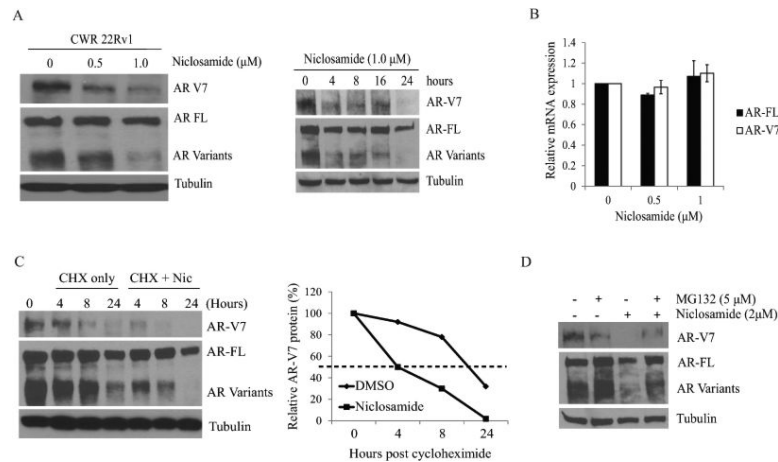 A
CWR 22Rv1
0 0.5 1.0 Niclosamide (μM)
AR V7
AR FL
AR Variants
Tubulin
Niclosamide (1.0 μM)
0 4 8 16 24 hours
AR-V7
AR-FL
AR Variants
Tubulin
B
Relative mRNA expression
1.4
1.2
1
0.8
0.6
0.4
0.2
0
0 0.5 1
Niclosamide (μM)
AR-FL
AR-V7
C
CHX only CHX + Nic
0 4 8 24 4 8 24 (Hours)
AR-V7
AR-FL
AR Variants
Tubulin
Relative AR-V7 protein (%)
120
100
80
60
40
20
0
DMSO
Niclosamide
0 4 8 24
Hours post cycloheximide
D
- + - + MG132 (5 μM)
- - + + Niclosamide (2μM)
AR-V7
AR-FL
AR Variants
Tubulin